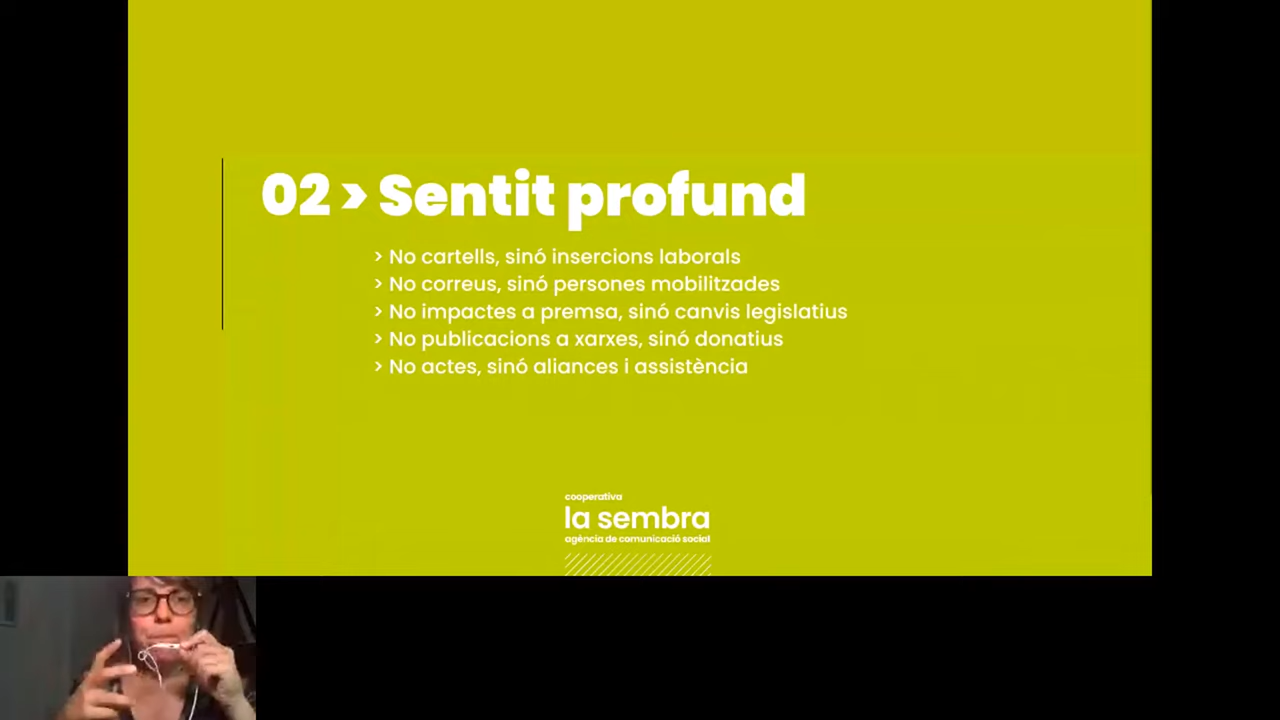 02 > Sentit profund
> No cartells, sinó insercions laborals
> No correus, sinó persones mobilitzades
> No impactes a premsa, sinó canvis legislatius
> No publicacions a xarxes, sinó donatius
> No actes, sinó aliances i assistència
cooperativa
la sembra
agència de comunicació social